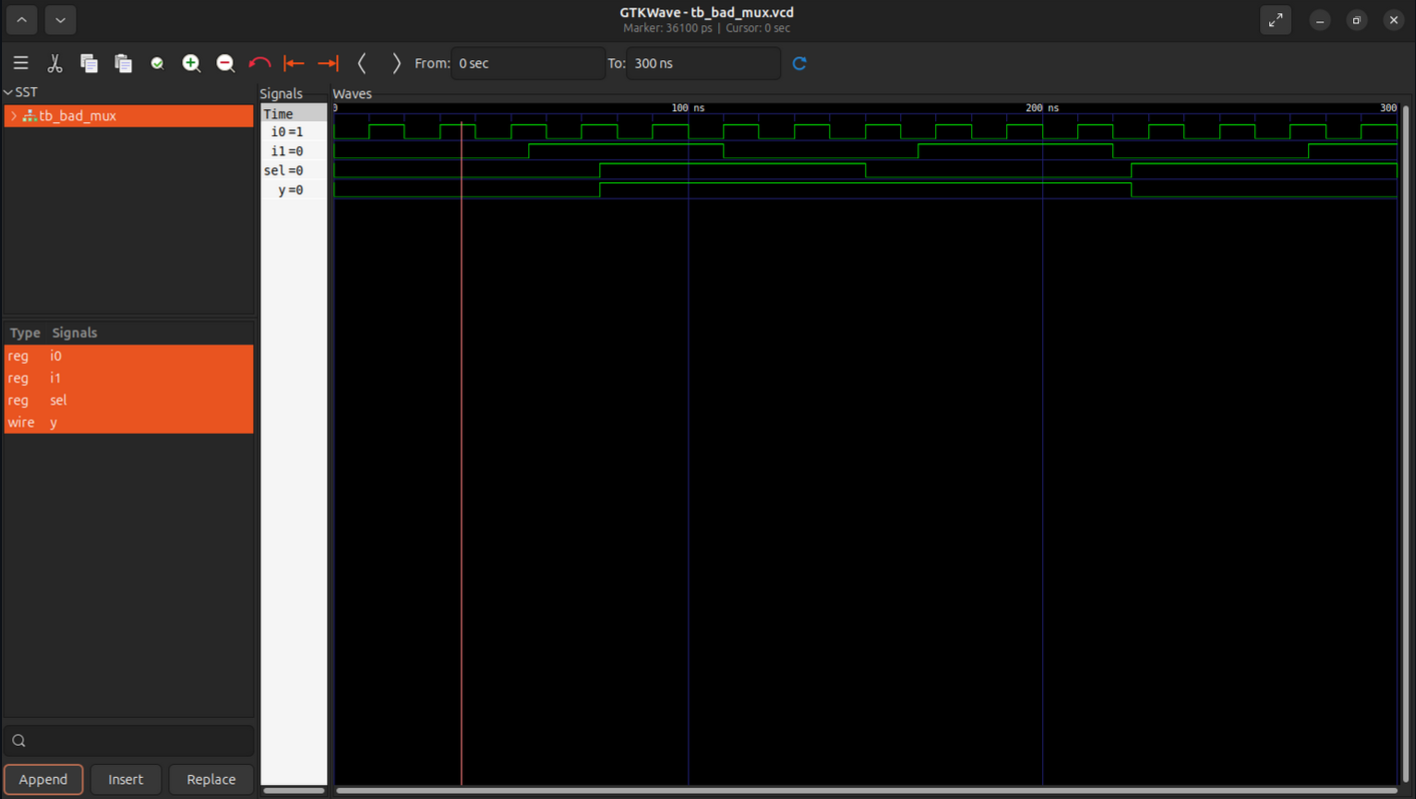 GTKWave - tb_bad_mux.vcd
Marker: 36100 ps | Cursor: 0 sec
From: 0 sec To: 300 ns
SST
tb_bad_mux
Type Signals
reg i0
reg i1
reg sel
wire y
Append Insert Replace
Signals
Time
i0 =1
i1 =0
sel =0
y =0
Waves
0 100 ns 200 ns 300